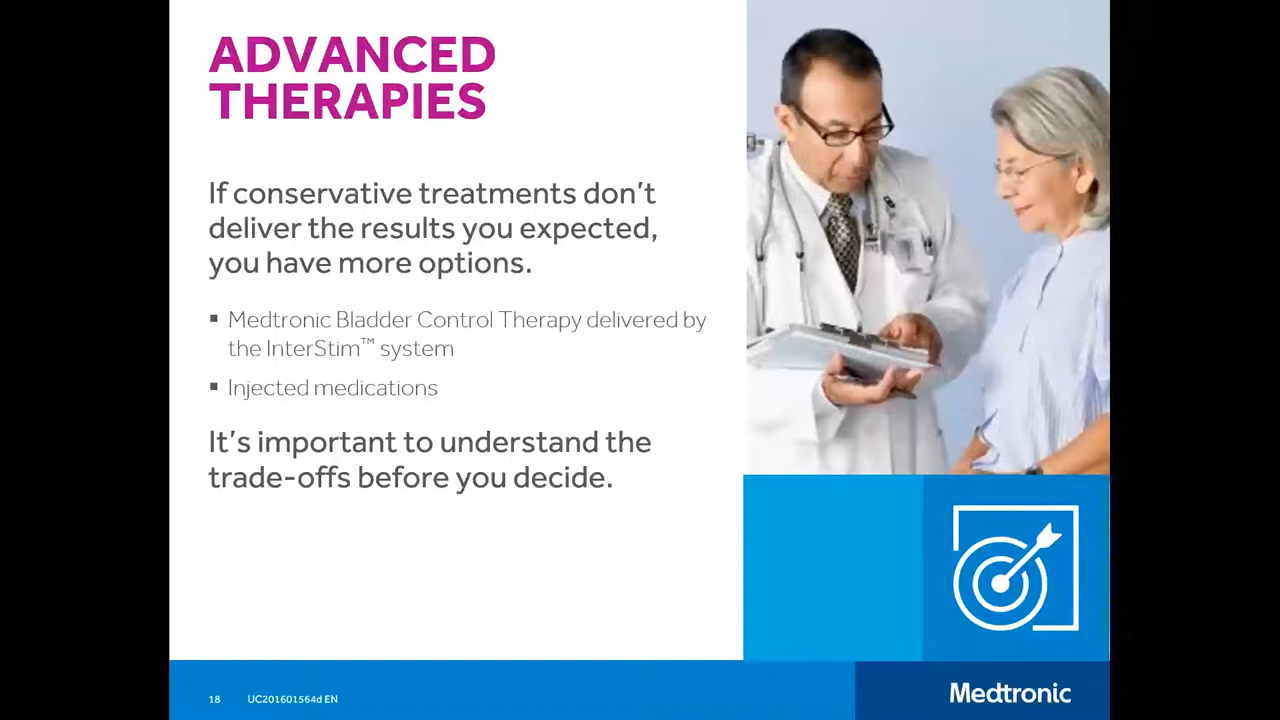 ADVANCED
THERAPIES
If conservative treatments don’t
deliver the results you expected,
you have more options.
▪ Medtronic Bladder Control Therapy delivered by
the InterStim™ system
▪ Injected medications
It’s important to understand the
trade-offs before you decide.
18 UC201601564d EN
Medtronic